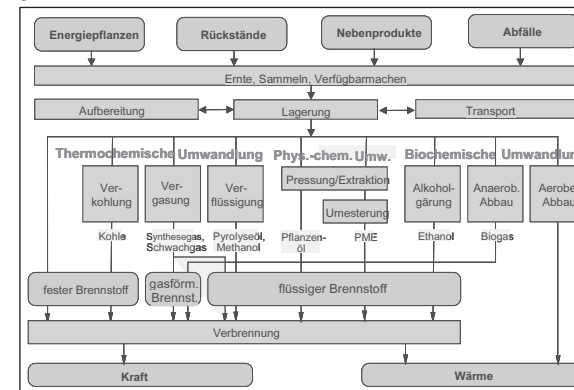 Energiepflanzen Rückstände Nebenprodukte Abfälle
Ernte, Sammeln, Verfügbarmachen
Aufbereitung Lagerung Transport
Thermochemische Umwandlung Phys.-chem. Umw. Biochemische Umwandlun
Ver-
kohlung
Ver-
gasung
Ver-
flüssigung
Pressung/Extraktion
Umesterung
Alkohol-
gärung
Anaerob.
Abbau
Aerobe
Abbau
Kohle
Synthesegas,
Schwachgas
Pyrolyseöl,
Methanol
Pflanzen-
öl
PME
Ethanol
Biogas
fester Brennstoff
gasförm.
Brennst.
flüssiger Brennstoff
Verbrennung
Kraft Wärme